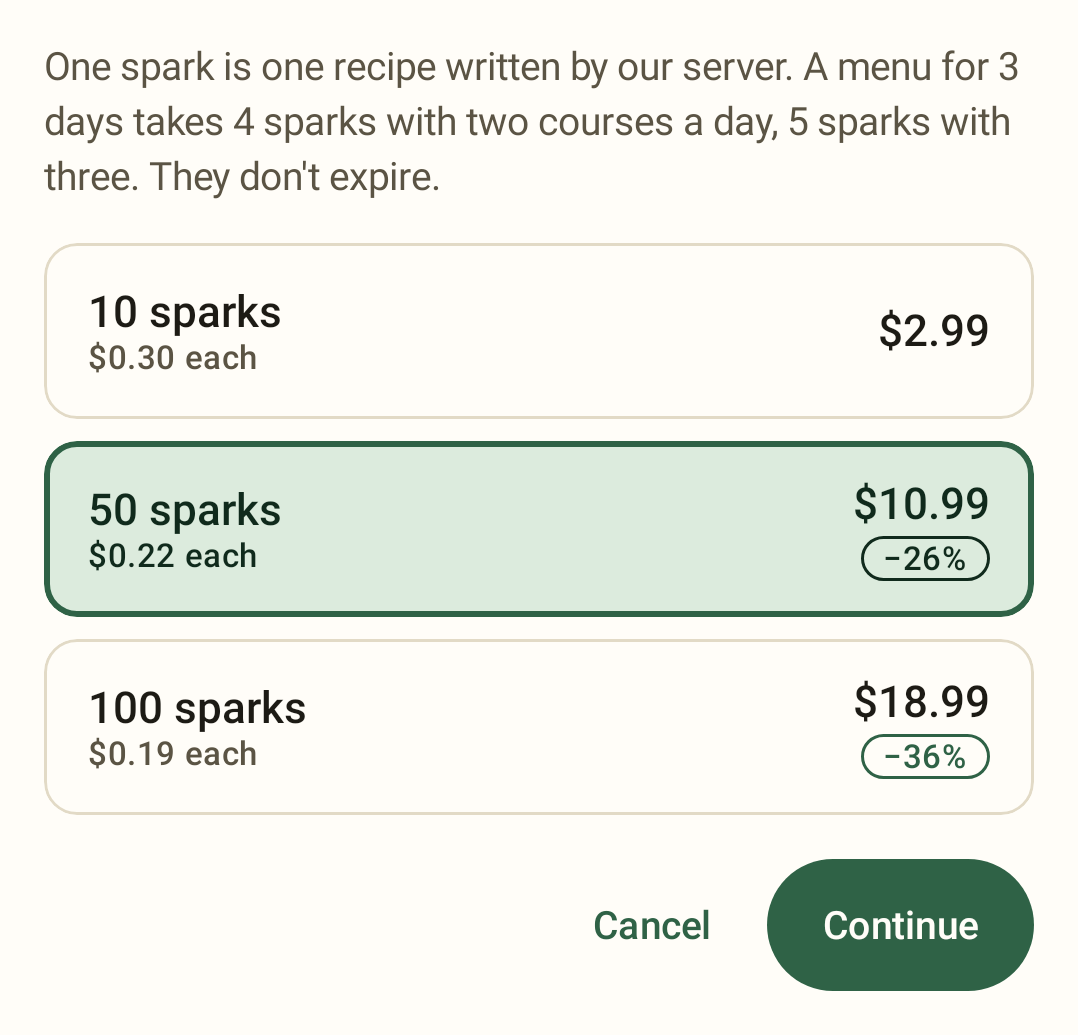 One spark is one recipe written by our server. A menu for 3
days takes 4 sparks with two courses a day, 5 sparks with
three. They don't expire.
10 sparks
$0.30 each
$2.99
50 sparks
$0.22 each
$10.99
−26%
100 sparks
$0.19 each
$18.99
−36%
Cancel
Continue